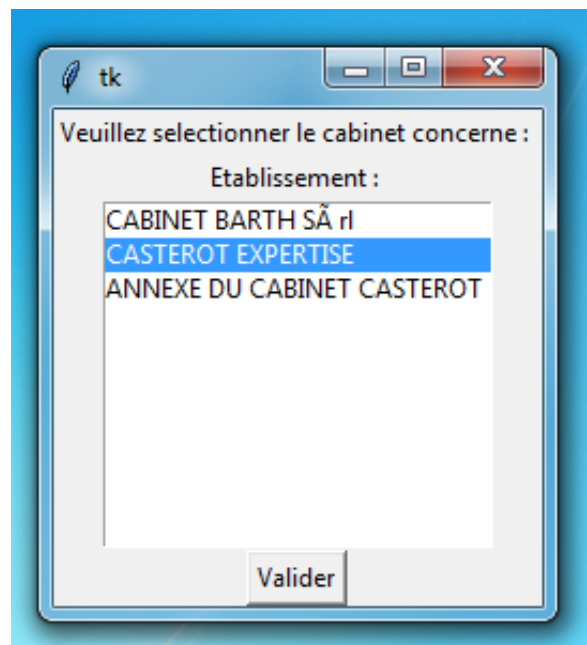 tk
Veuillez selectionner le cabinet concerne :
Etablissement :
CABINET BARTH SÃ rl
CASTEROT EXPERTISE
ANNEXE DU CABINET CASTEROT
Valider